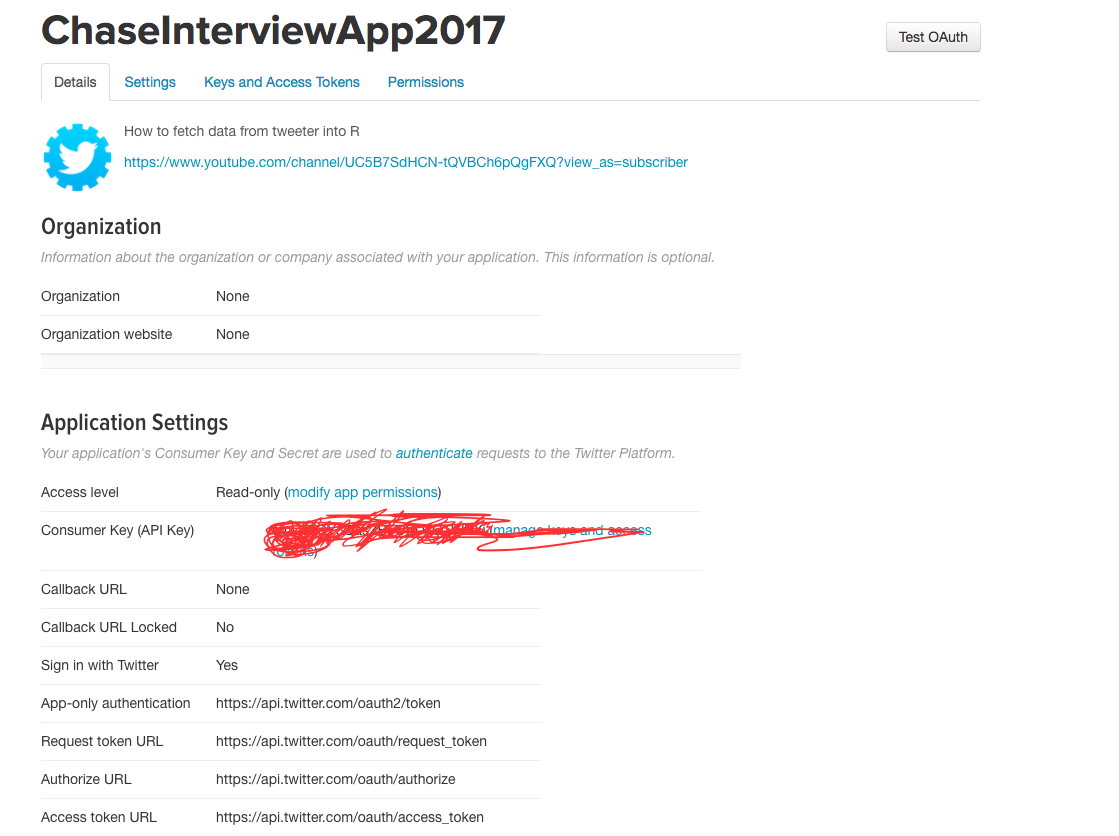 ChaseInterviewApp2017
Test OAuth
Details Settings Keys and Access Tokens Permissions
How to fetch data from tweeter into R
https://www.youtube.com/channel/UC5B7SdHCN-tQVBCh6pQgFXQ?view_as=subscriber
Organization
Information about the organization or company associated with your application. This information is optional.
Organization None
Organization website None
Application Settings
Your application's Consumer Key and Secret are used to authenticate requests to the Twitter Platform.
Access level Read-only (modify app permissions)
Consumer Key (API Key) (manage keys and access
Callback URL None
Callback URL Locked No
Sign in with Twitter Yes
App-only authentication https://api.twitter.com/oauth2/token
Request token URL https://api.twitter.com/oauth/request_token
Authorize URL https://api.twitter.com/oauth/authorize
Access token URL https://api.twitter.com/oauth/access_token